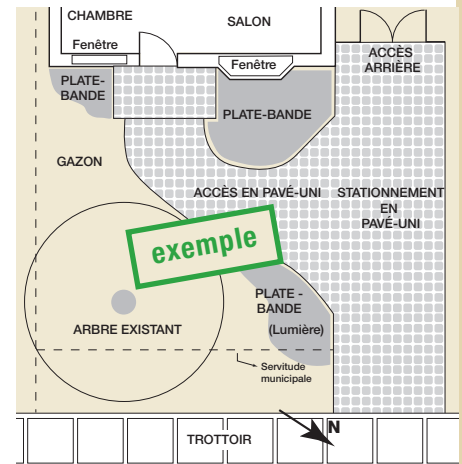 CHAMBRE
SALON
Fenêtre
Fenêtre
ACCÈS
ARRIÈRE
PLATE-
BANDE
PLATE-BANDE
GAZON
ACCÈS EN PAVÉ-UNI
STATIONNEMENT
EN
PAVÉ-UNI
exemple
PLATE -
BANDE
(Lumière)
ARBRE EXISTANT
Servitude
municipale
N
TROTTOIR